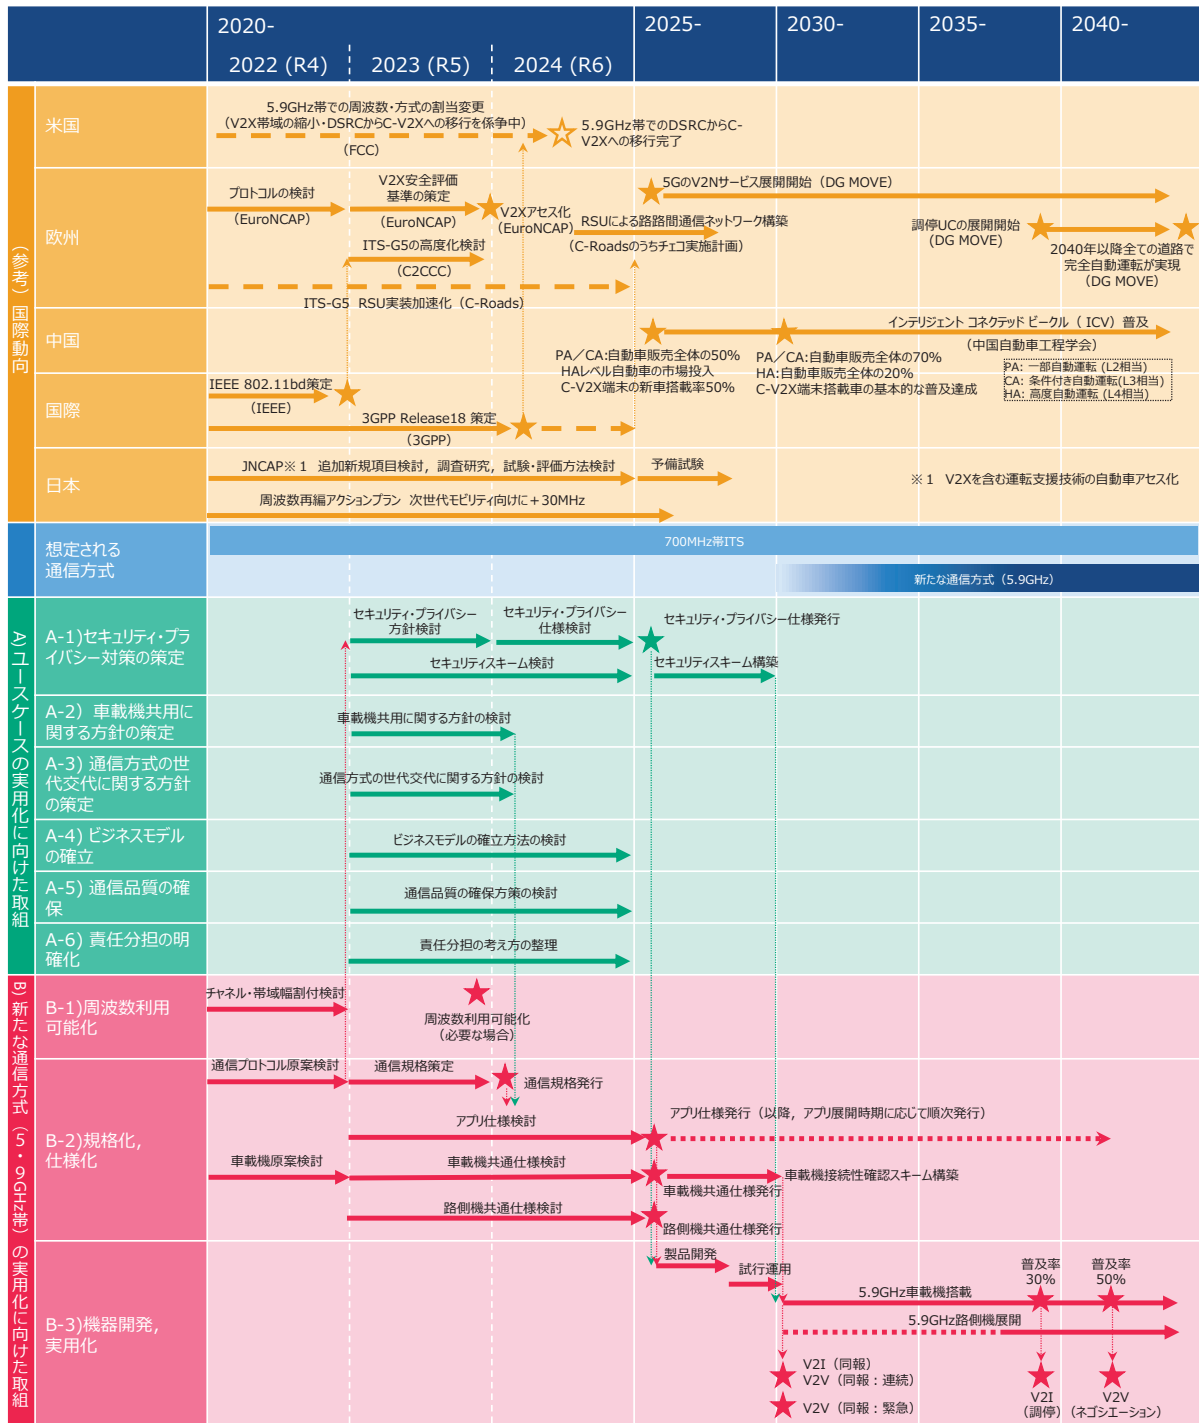 2020-
2025-
2030-
2035-
2040-
2022 (R4)
2023 (R5)
2024 (R6)
（参考）国際動向
米国
5.9GHz帯での周波数・方式の割当変更
（V2X帯域の縮小・DSRCからC-V2Xへの移行を係争中）
(FCC)
5.9GHz帯でのDSRCからC-
V2Xへの移行完了
欧州
プロトコルの検討
(EuroNCAP)
V2X安全評価
基準の策定
(EuroNCAP)
V2Xアセス化
(EuroNCAP)
5GのV2Nサービス展開開始（DG MOVE）
RSUによる路路間通信ネットワーク構築
（C-Roadsのうちチェコ実施計画）
ITS-G5の高度化検討
（C2CCC）
ITS-G5 RSU実装加速化（C-Roads）
調停UCの展開開始
(DG MOVE)
2040年以降全ての道路で
完全自動運転が実現
（DG MOVE）
中国
インテリジェント コネクテッド ビークル（ ICV）普及
（中国自動車工程学会）
PA／CA:自動車販売全体の50%
HAレベル自動車の市場投入
C-V2X端末の新車搭載率50%
PA／CA:自動車販売全体の70%
HA:自動車販売全体の20%
C-V2X端末搭載車の基本的な普及達成
PA: 一部自動運転 (L2相当)
CA: 条件付き自動運転(L3相当)
HA: 高度自動運転 (L4相当)
国際
IEEE 802.11bd策定
(IEEE)
3GPP Release18 策定
(3GPP)
日本
JNCAP※１ 追加新規項目検討，調査研究，試験・評価方法検討
予備試験
※１ V2Xを含む運転支援技術の自動車アセス化
周波数再編アクションプラン 次世代モビリティ向けに＋30MHz
想定される
通信方式
700MHz帯ITS
新たな通信方式（5.9GHz）
A) ユースケースの実用化に向けた取組
A-1)セキュリティ・プラ
イバシー対策の策定
セキュリティ・プライバシー
方針検討
セキュリティ・プライバシー
仕様検討
セキュリティ・プライバシー仕様発行
セキュリティスキーム検討
セキュリティスキーム構築
A-2）車載機共用に
関する方針の策定
車載機共用に関する方針の検討
A-3) 通信方式の世
代交代に関する方針
の策定
通信方式の世代交代に関する方針の検討
A-4) ビジネスモデル
の確立
ビジネスモデルの確立方法の検討
A-5) 通信品質の確
保
通信品質の確保方策の検討
A-6) 責任分担の明
確化
責任分担の考え方の整理
B) 新たな通信方式（5・9GHz帯）の実用化に向けた取組
B-1)周波数利用
可能化
チャネル・帯域幅割付検討
周波数利用可能化
（必要な場合）
B-2)規格化，
仕様化
通信プロトコル原案検討
通信規格策定
通信規格発行
アプリ仕様検討
アプリ仕様発行（以降，アプリ展開時期に応じて順次発行）
車載機原案検討
車載機共通仕様検討
車載機接続性確認スキーム構築
車載機共通仕様発行
路側機共通仕様検討
路側機共通仕様発行
B-3)機器開発，
実用化
製品開発
試行運用
普及率
30%
普及率
50%
5.9GHz車載機搭載
5.9GHz路側機展開
V2I（同報）
V2V（同報：連続）
V2V（同報：緊急）
V2I
（調停）
V2V
（ネゴシエーション）